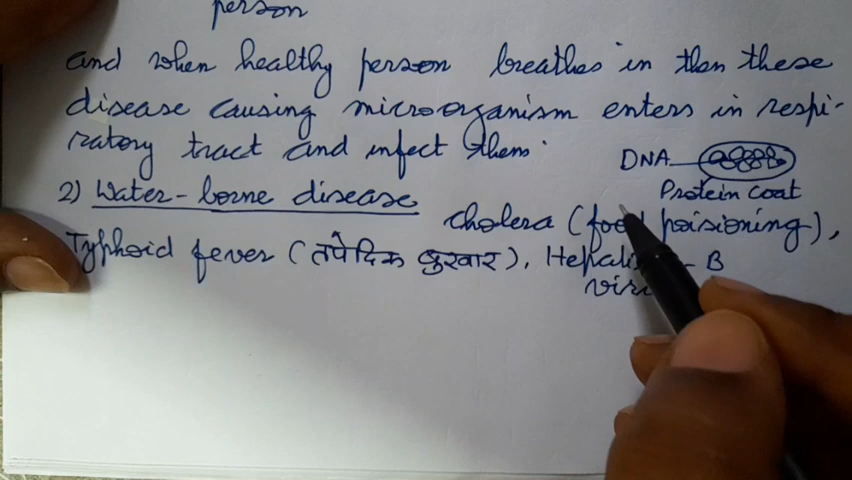 person
and when healthy person breathes in then these
disease causing microorganism enters in respi-
ratory tract and infect them.
DNA
Protein coat
2) Water-borne disease
cholera (food poisioning),
Typhoid fever (तपेदिक बुखार), B